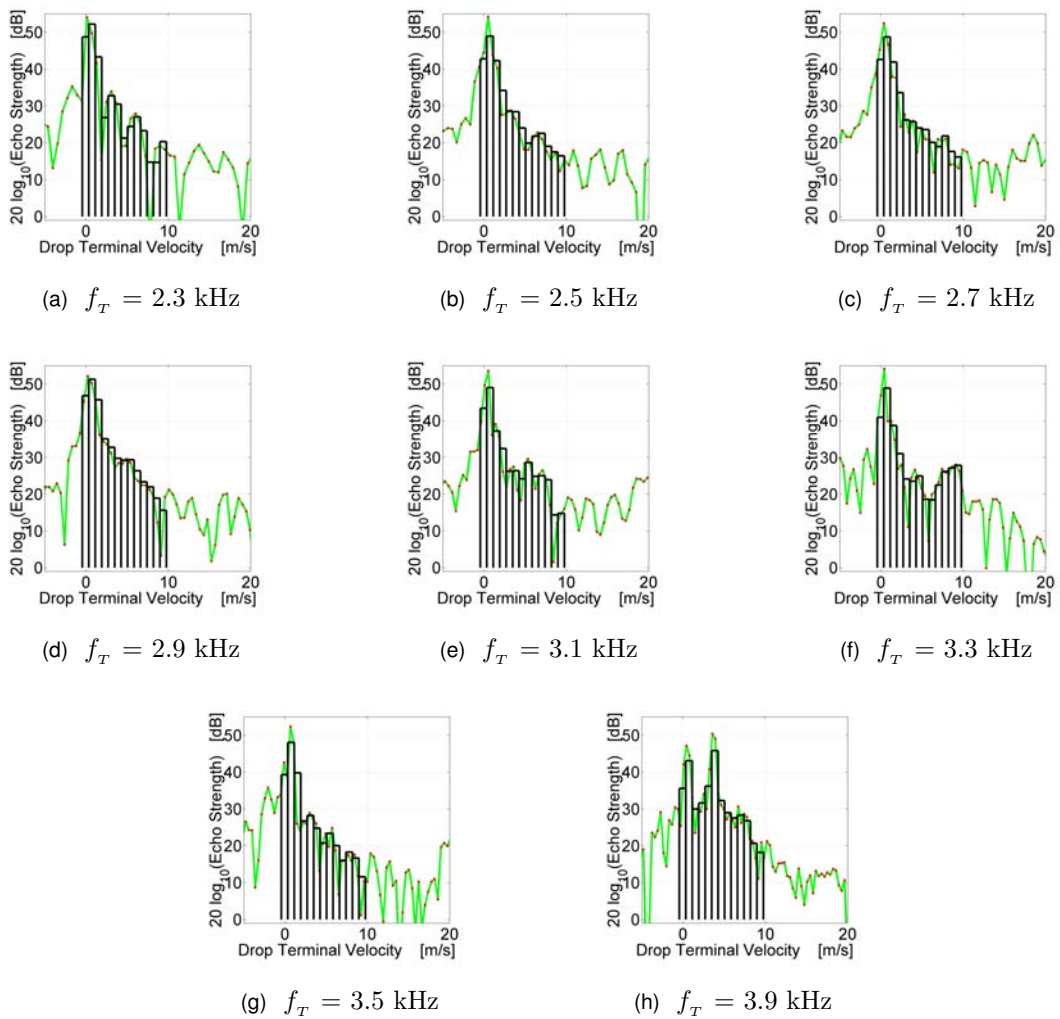 20 log10(Echo Strength) [dB]
50
40
30
20
10
0
0 10 20
Drop Terminal Velocity [m/s]
(a) fT = 2.3 kHz
20 log10(Echo Strength) [dB]
50
40
30
20
10
0
0 10 20
Drop Terminal Velocity [m/s]
(b) fT = 2.5 kHz
20 log10(Echo Strength) [dB]
50
40
30
20
10
0
0 10 20
Drop Terminal Velocity [m/s]
(c) fT = 2.7 kHz
20 log10(Echo Strength) [dB]
50
40
30
20
10
0
0 10 20
Drop Terminal Velocity [m/s]
(d) fT = 2.9 kHz
20 log10(Echo Strength) [dB]
50
40
30
20
10
0
0 10 20
Drop Terminal Velocity [m/s]
(e) fT = 3.1 kHz
20 log10(Echo Strength) [dB]
50
40
30
20
10
0
0 10 20
Drop Terminal Velocity [m/s]
(f) fT = 3.3 kHz
20 log10(Echo Strength) [dB]
50
40
30
20
10
0
0 10 20
Drop Terminal Velocity [m/s]
(g) fT = 3.5 kHz
20 log10(Echo Strength) [dB]
50
40
30
20
10
0
0 10 20
Drop Terminal Velocity [m/s]
(h) fT = 3.9 kHz